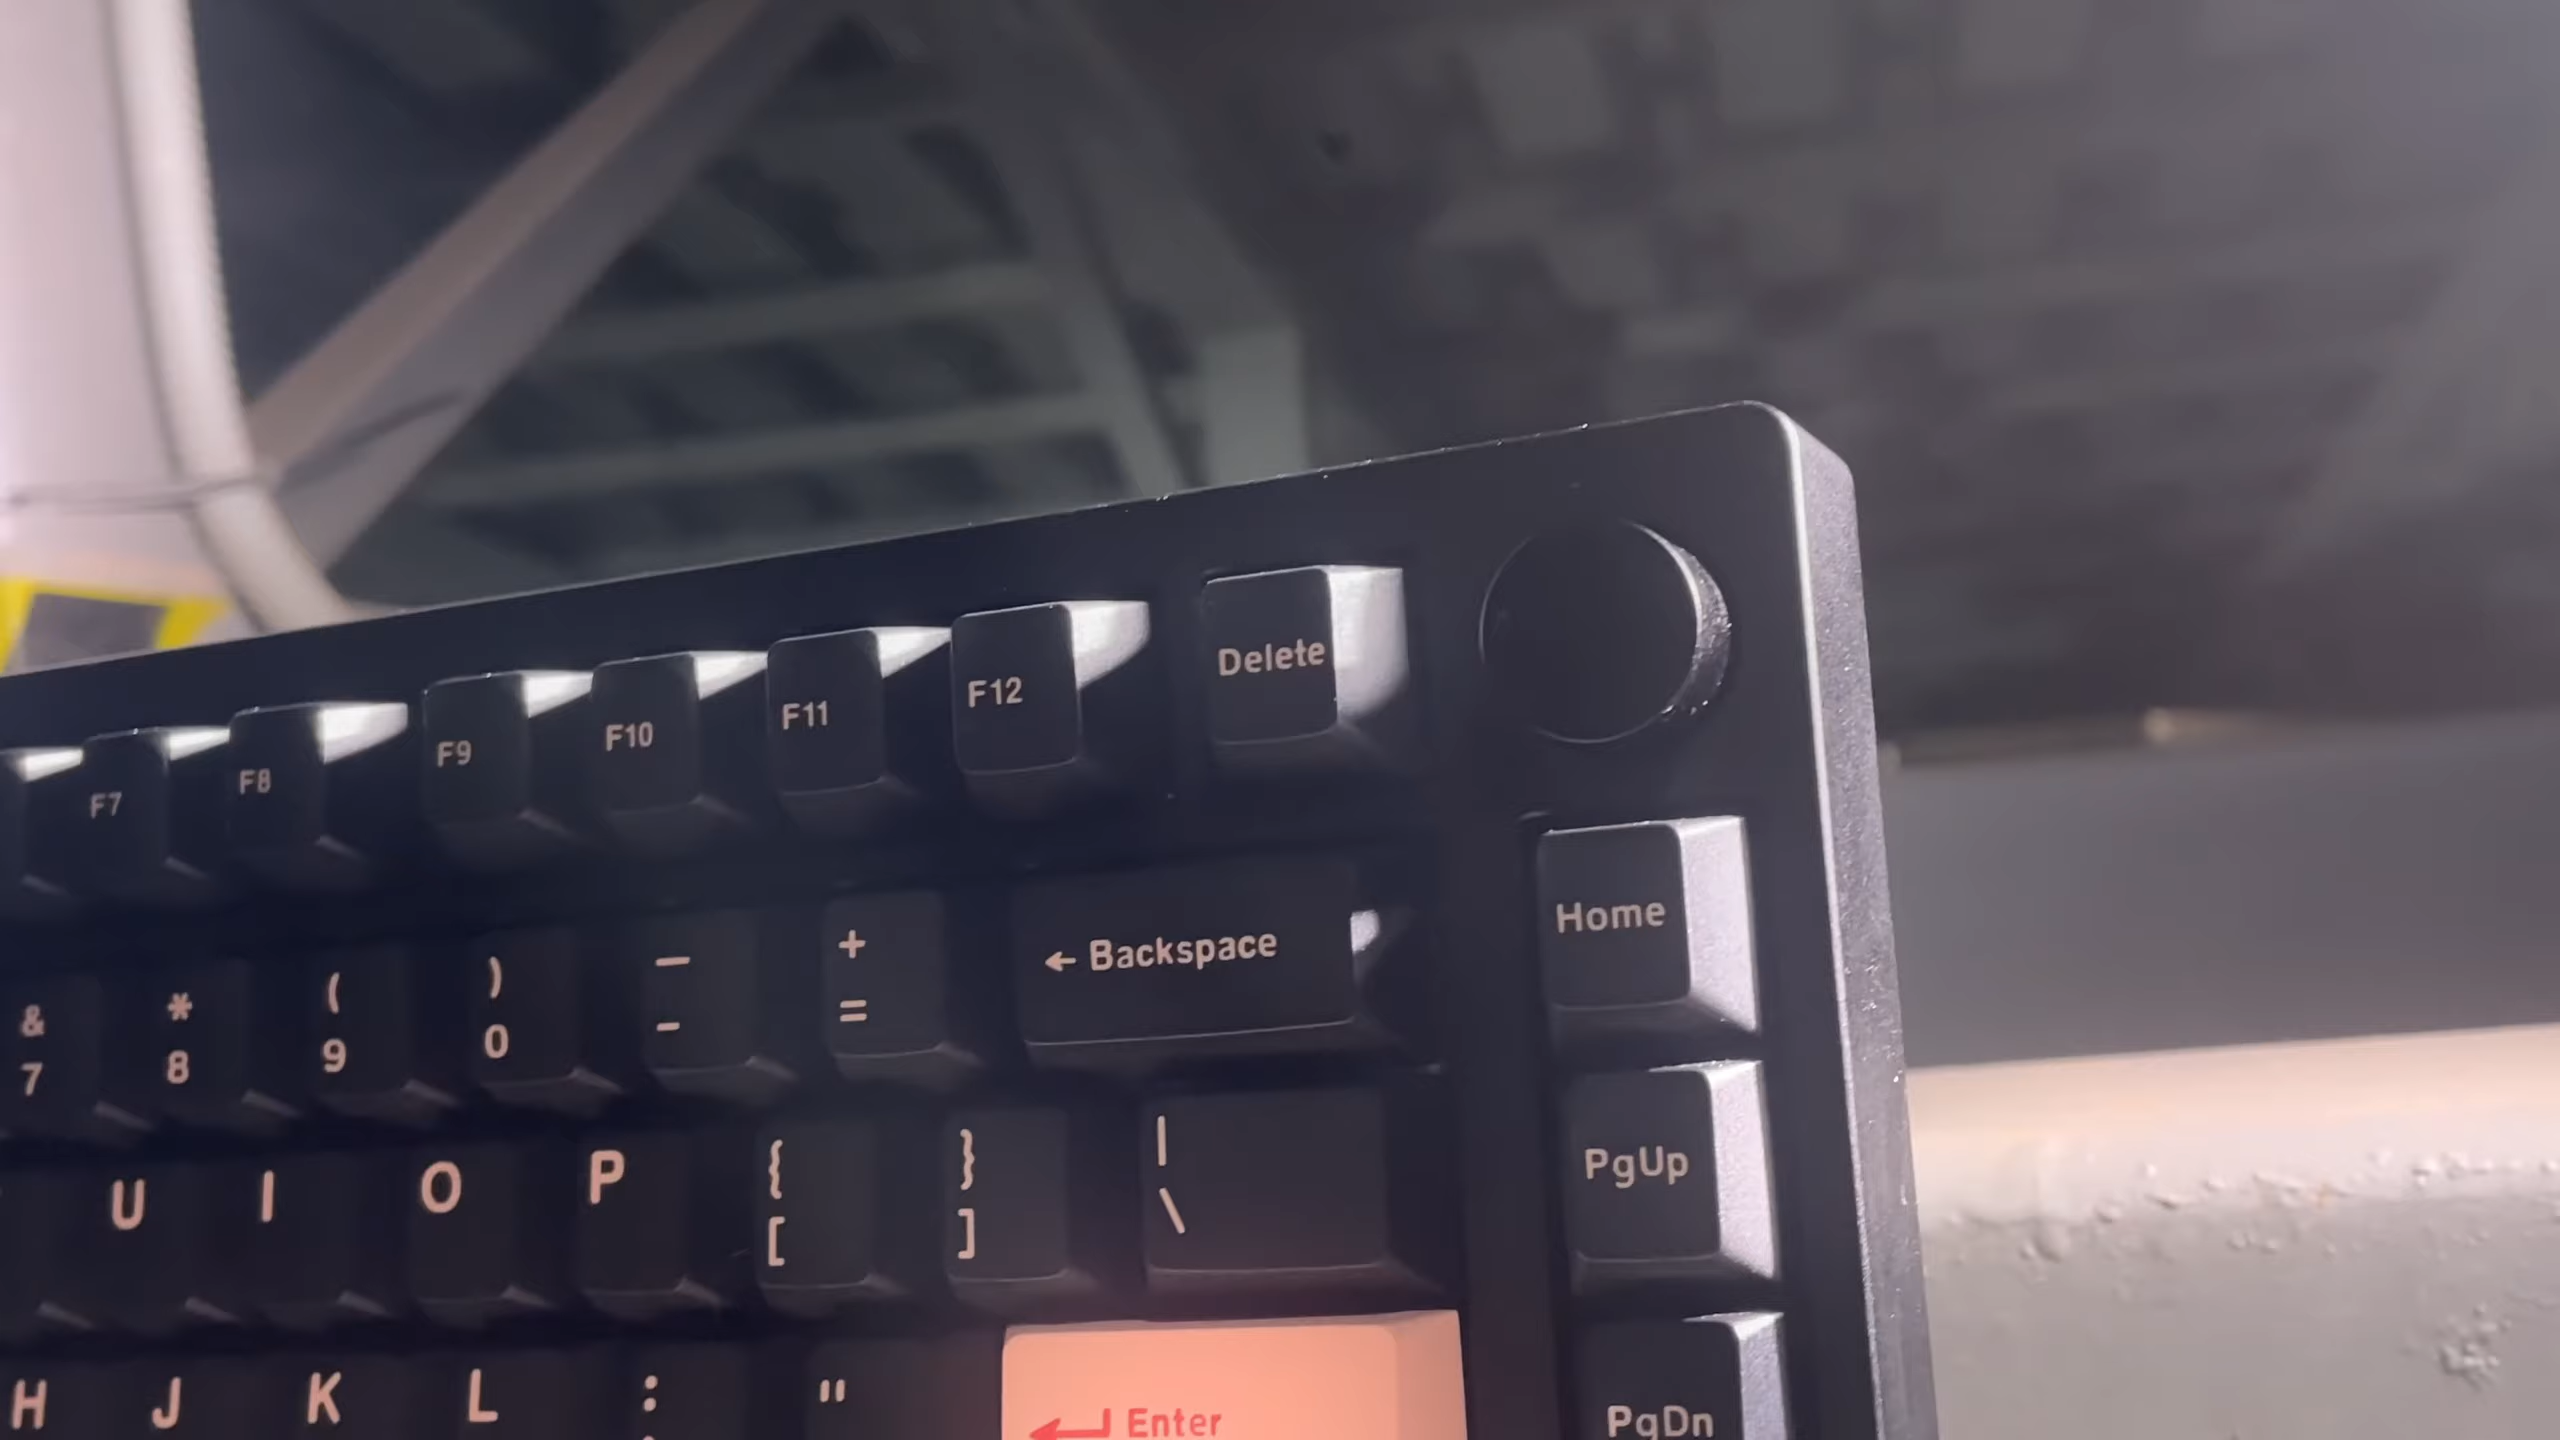 F7 F8 F9 F10 F11 F12 Delete
& * ( ) — +
7 8 9 0 - = ← Backspace Home
U I O P { } |
[ ] \ PgUp
H J K L : "
Enter PgDn